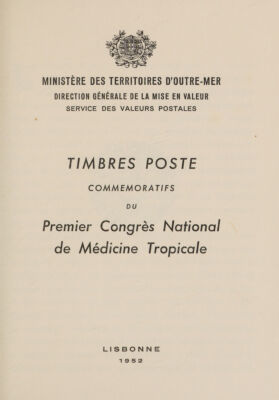 MINISTÈRE DES TERRITOIRES D'OUTRE-MER
DIRECTION GÉNÉRALE DE LA MISE EN VALEUR
SERVICE DES VALEURS POSTALES
TIMBRES POSTE
COMMEMORATIFS
DU
Premier Congrès National
de Médicine Tropicale
LISBONNE
1952